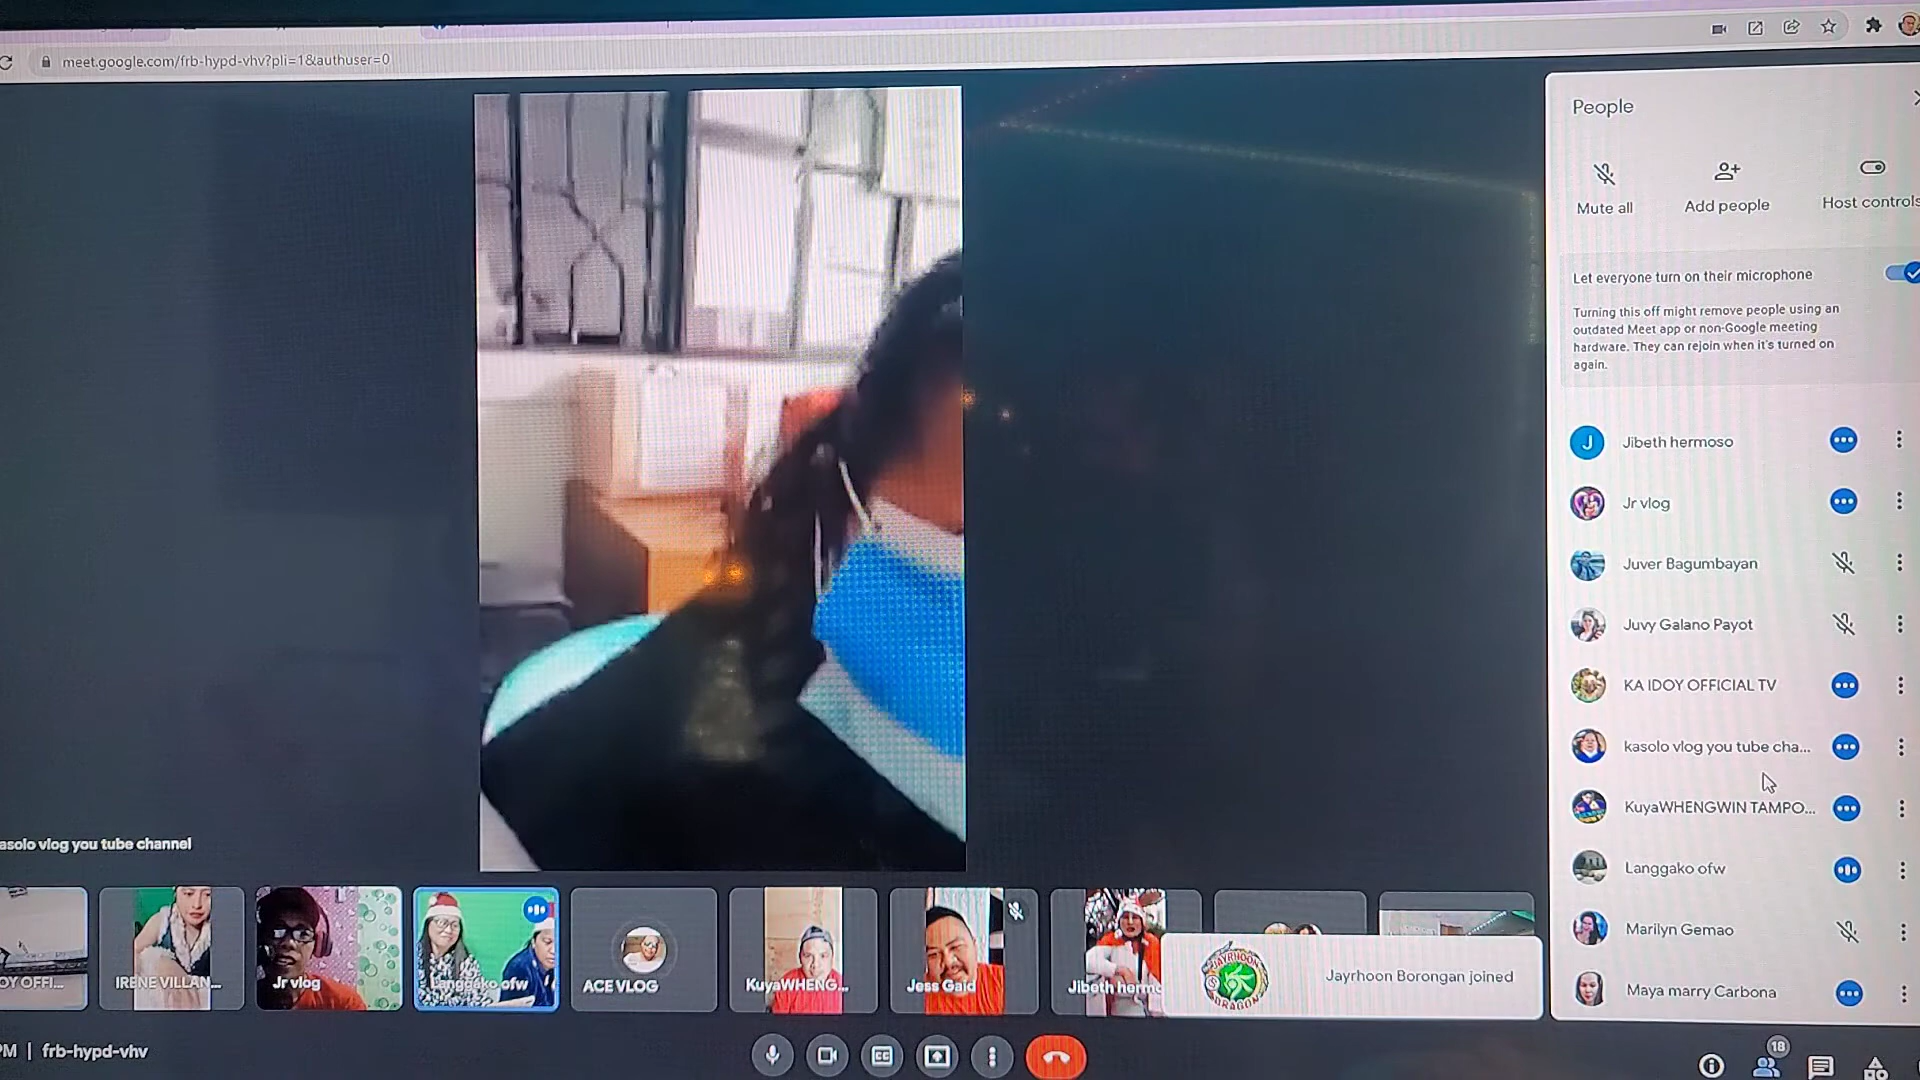 meet.google.com/frb-hypd-vhv?pli=1&authuser=0
People
Mute all
Add people
Host controls
Let everyone turn on their microphone
Turning this off might remove people using an
outdated Meet app or non-Google meeting
hardware. They can rejoin when it's turned on
again.
J Jibeth hermoso
Jr vlog
Juver Bagumbayan
Juvy Galano Payot
KA IDOY OFFICIAL TV
kasolo vlog you tube cha...
KuyaWHENGWIN TAMPO...
Langgako ofw
Marilyn Gemao
Maya marry Carbona
asolo vlog you tube channel
OY OFFI...
IRENE VILLAN...
Jr vlog
Langgako ofw
ACE VLOG
KuyaWHENG...
Jess Gaid
Jibeth hermo
JAYRHOON
DRAGON
Jayrhoon Borongan joined
PM | frb-hypd-vhv
CC
18